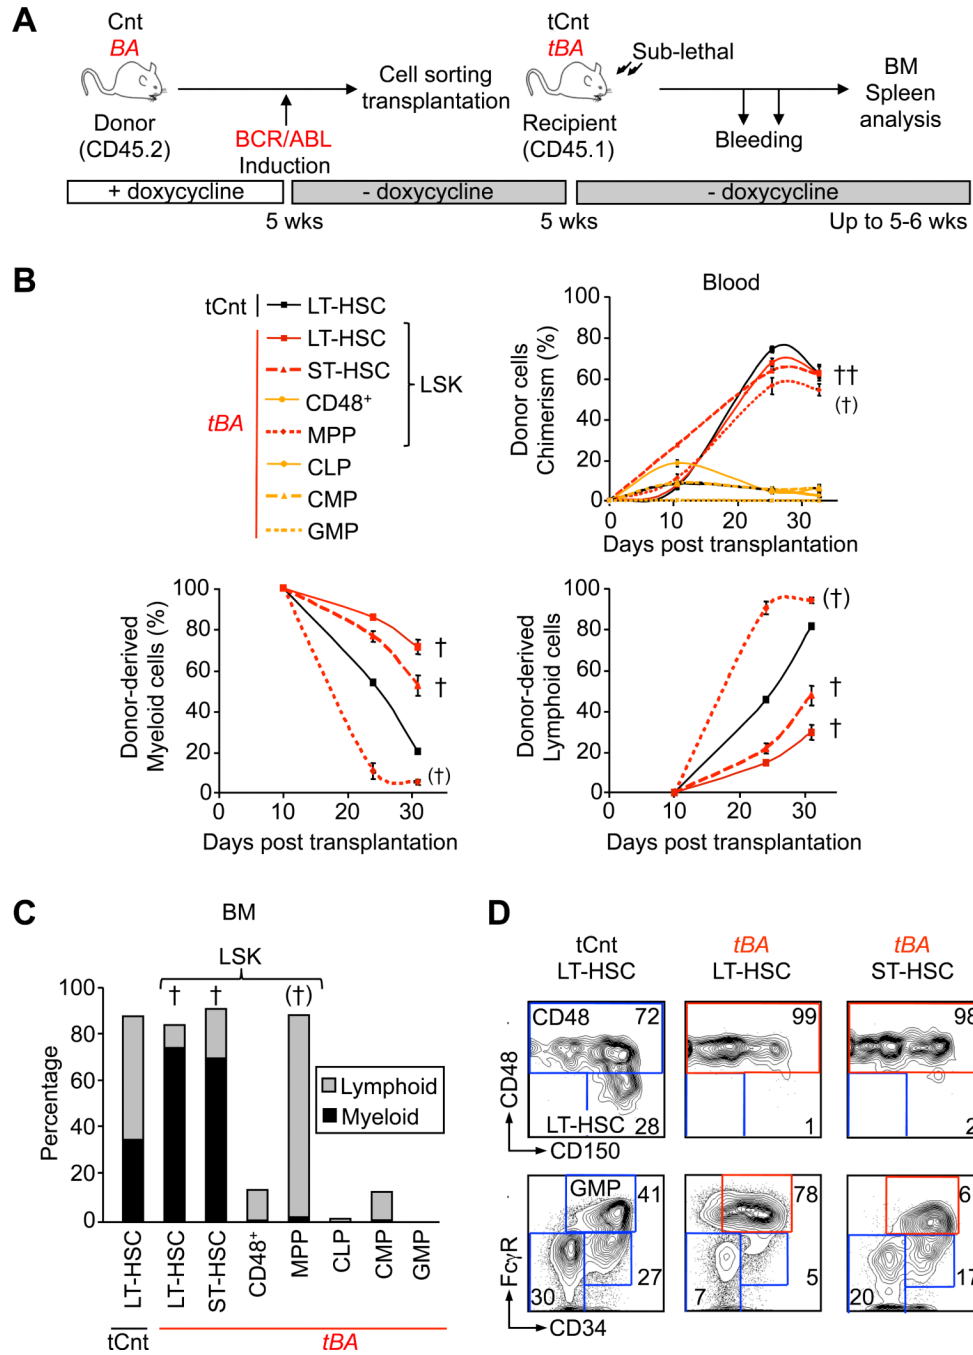 A
Cnt
BA
Donor
(CD45.2)
BCR/ABL
Induction
Cell sorting
transplantation
tCnt
tBA
Sub-lethal
Recipient
(CD45.1)
Bleeding
BM
Spleen
analysis
+ doxycycline
- doxycycline
- doxycycline
5 wks
5 wks
Up to 5-6 wks
B
tCnt
LT-HSC
tBA
LT-HSC
ST-HSC
CD48+
MPP
LSK
CLP
CMP
GMP
Blood
Donor cells
Chimerism (%)
100
80
60
40
20
0
†† 
(†)
0 10 20 30
Days post transplantation
Donor-derived
Myeloid cells (%)
100
80
60
40
20
0
†
†
(†)
0 10 20 30
Days post transplantation
Donor-derived
Lymphoid cells
100
80
60
40
20
0
(†)
†
†
0 10 20 30
Days post transplantation
C
BM
LSK
Percentage
100
80
60
40
20
0
† † (†)
Lymphoid
Myeloid
LT-HSC LT-HSC ST-HSC CD48+ MPP CLP CMP GMP
tCnt tBA
D
tCnt
LT-HSC
tBA
LT-HSC
tBA
ST-HSC
CD48 72
99
98
LT-HSC 28
1
2
CD48
CD150
GMP 41
78
6
30 27
7 5
20 17
FcγR
CD34